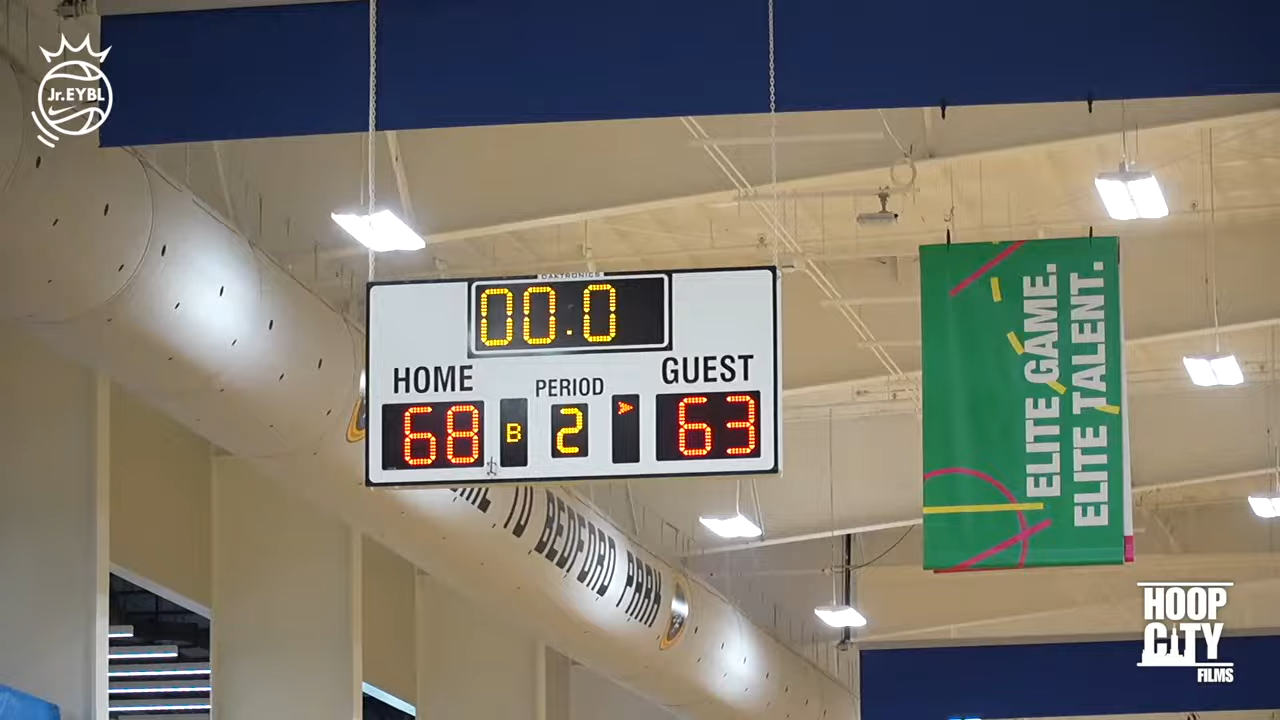 Jr.EYBL
DAKTRONICS
00.0
HOME
PERIOD
GUEST
68
B
2
63
TO BEDFORD PARK
ELITE GAME.
ELITE TALENT.
HOOP
CITY
FILMS